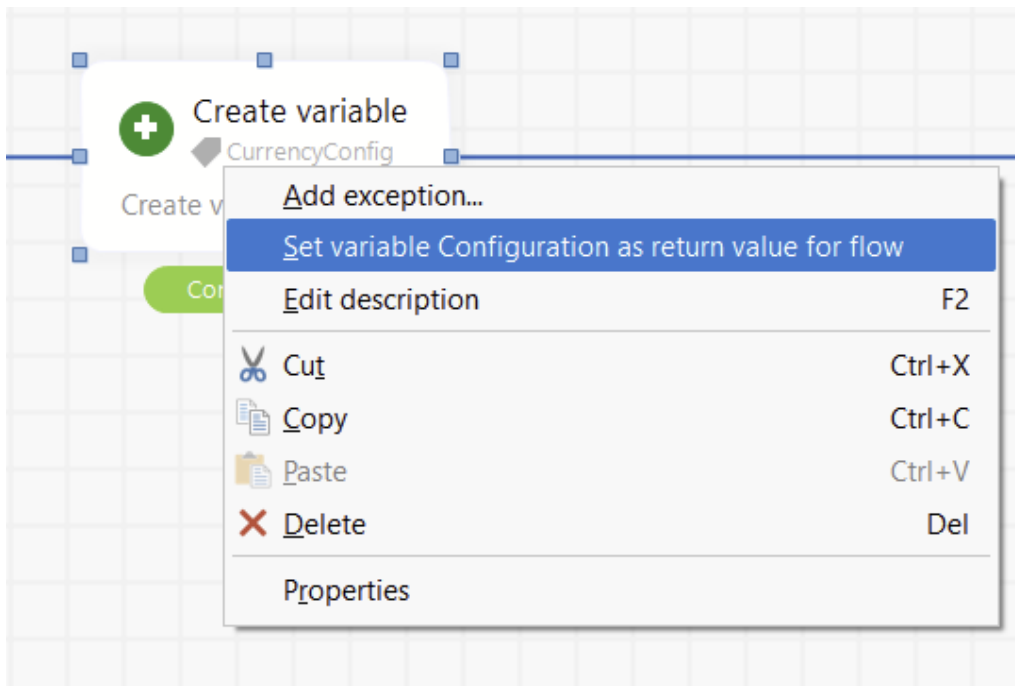 Create variable
CurrencyConfig
Create
Add exception...
Set variable Configuration as return value for flow
Edit description F2
Cut Ctrl+X
Copy Ctrl+C
Paste Ctrl+V
Delete Del
Properties